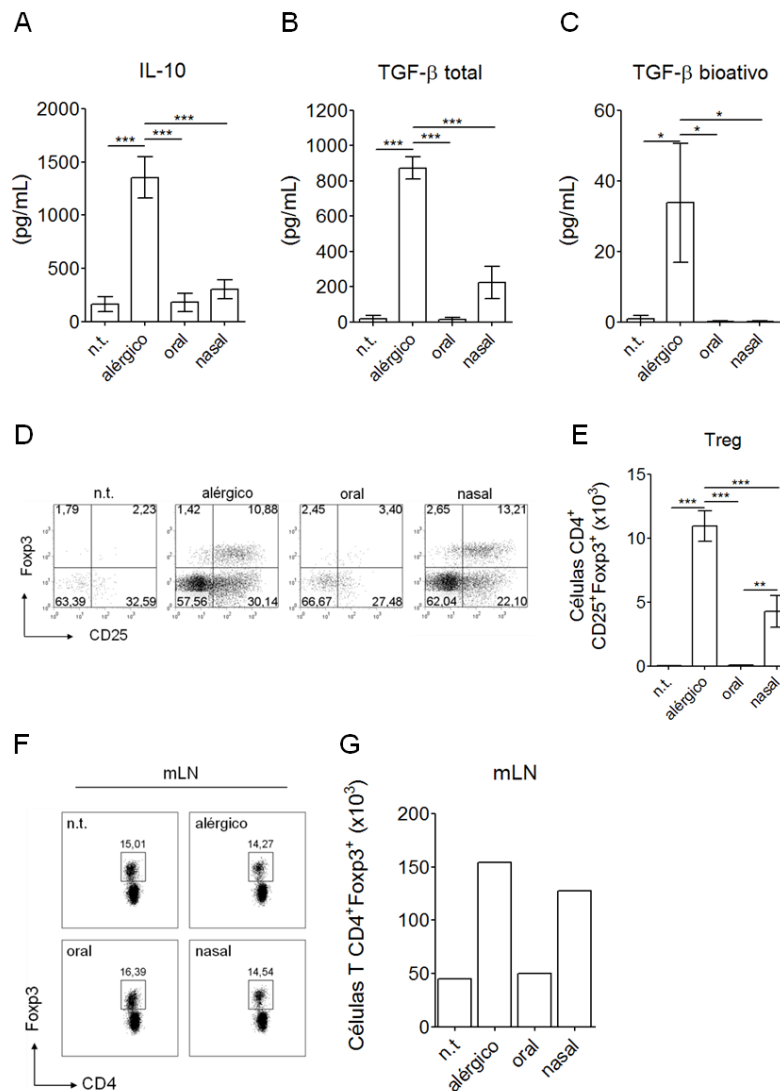 A
IL-10
(pg/mL)
2000
1500
1000
500
0
***
***
***
n.t.
alérgico
oral
nasal
B
TGF-β total
(pg/mL)
1200
1000
800
600
400
200
0
***
***
***
n.t.
alérgico
oral
nasal
C
TGF-β bioativo
(pg/mL)
60
40
20
0
*
*
*
n.t.
alérgico
oral
nasal
D
n.t.
1,79 2,23
63,39 32,59
alérgico
1,42 10,88
57,56 30,14
oral
2,45 3,40
66,67 27,48
nasal
2,65 13,21
62,04 22,10
Foxp3
CD25
E
Treg
Células CD4⁺
CD25⁺Foxp3⁺ (x10³)
15
10
5
0
***
***
***
**
n.t.
alérgico
oral
nasal
F
mLN
n.t.
15,01
alérgico
14,27
oral
16,39
nasal
14,54
Foxp3
CD4
G
mLN
Células T CD4⁺Foxp3⁺ (x10³)
200
150
100
50
0
n.t
alérgico
oral
nasal